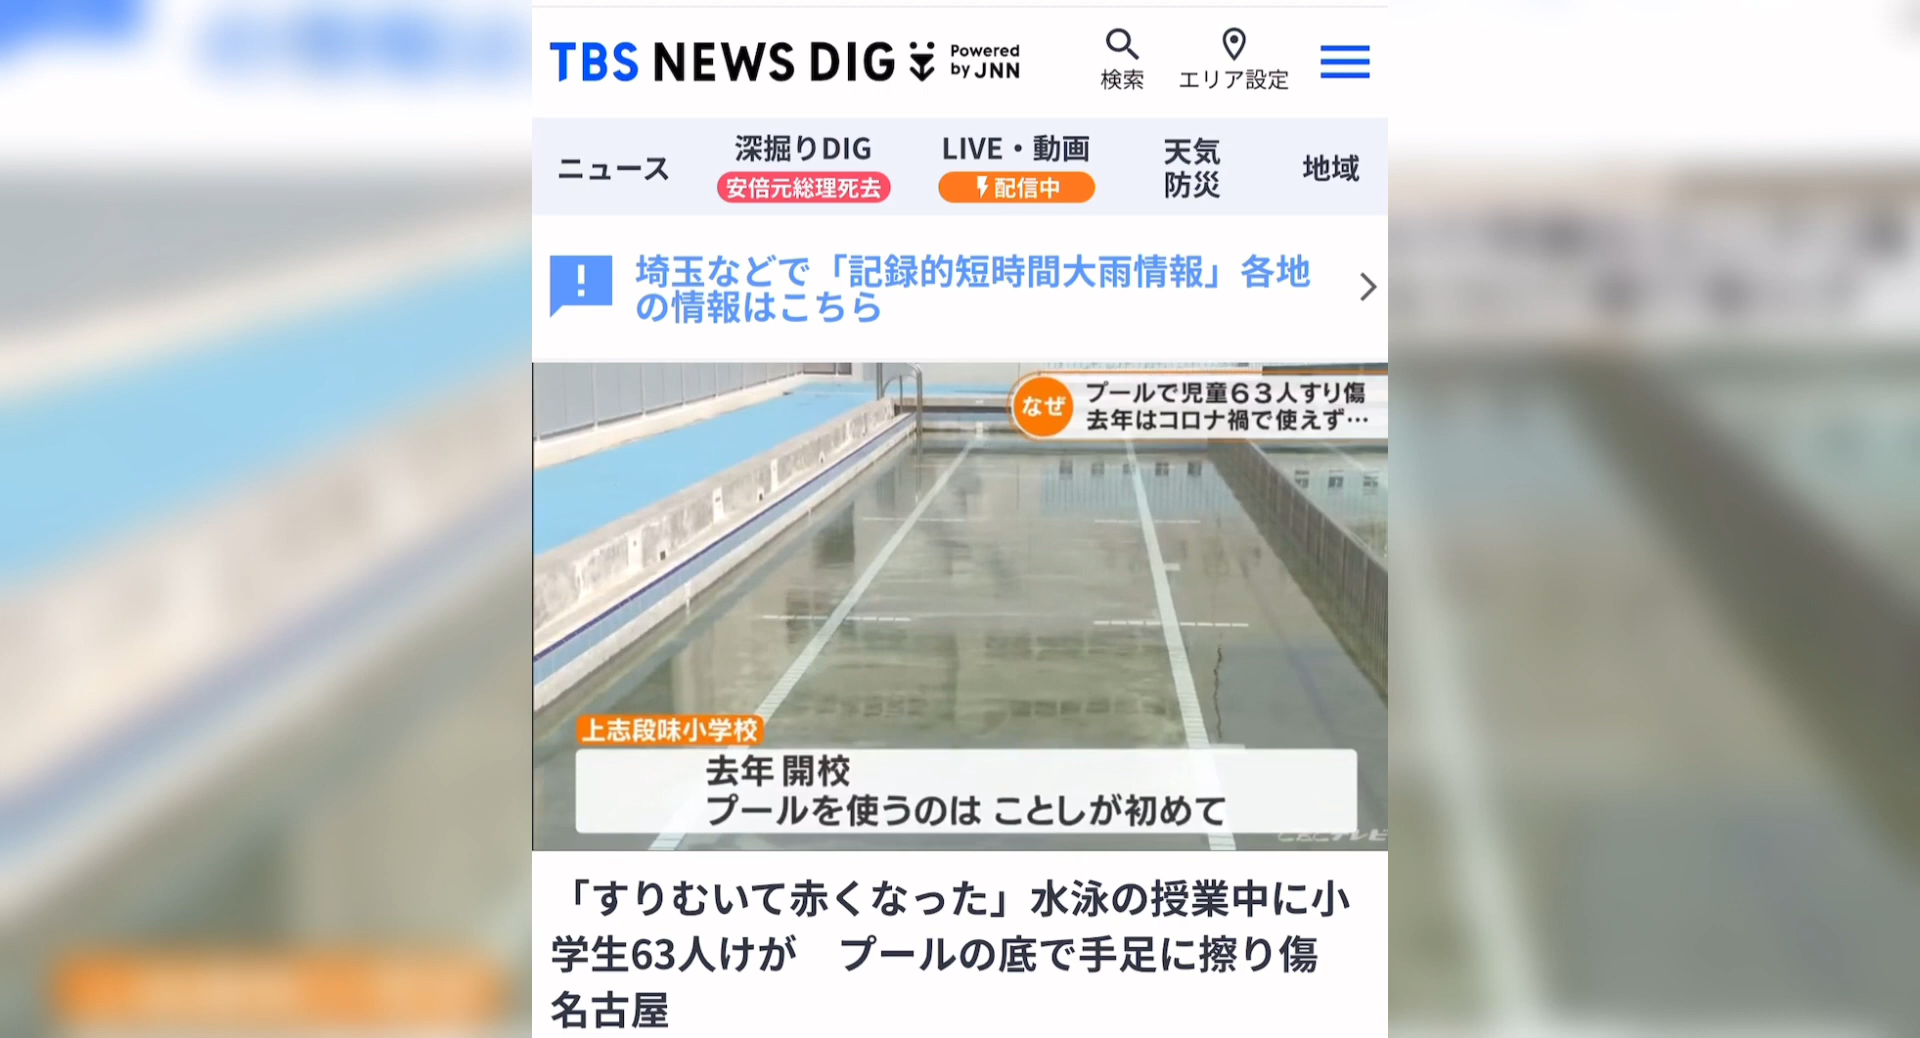 TBS NEWS DIG Powered by JNN
検索
エリア設定
ニュース
深掘りDIG
安倍元総理死去
LIVE・動画
配信中
天気
防災
地域
埼玉などで「記録的短時間大雨情報」各地
の情報はこちら
なぜ
プールで児童63人すり傷
去年はコロナ禍で使えず…
上志段味小学校
去年 開校
プールを使うのは ことしが初めて
CBCテレビ
「すりむいて赤くなった」水泳の授業中に小
学生63人けが　プールの底で手足に擦り傷
名古屋